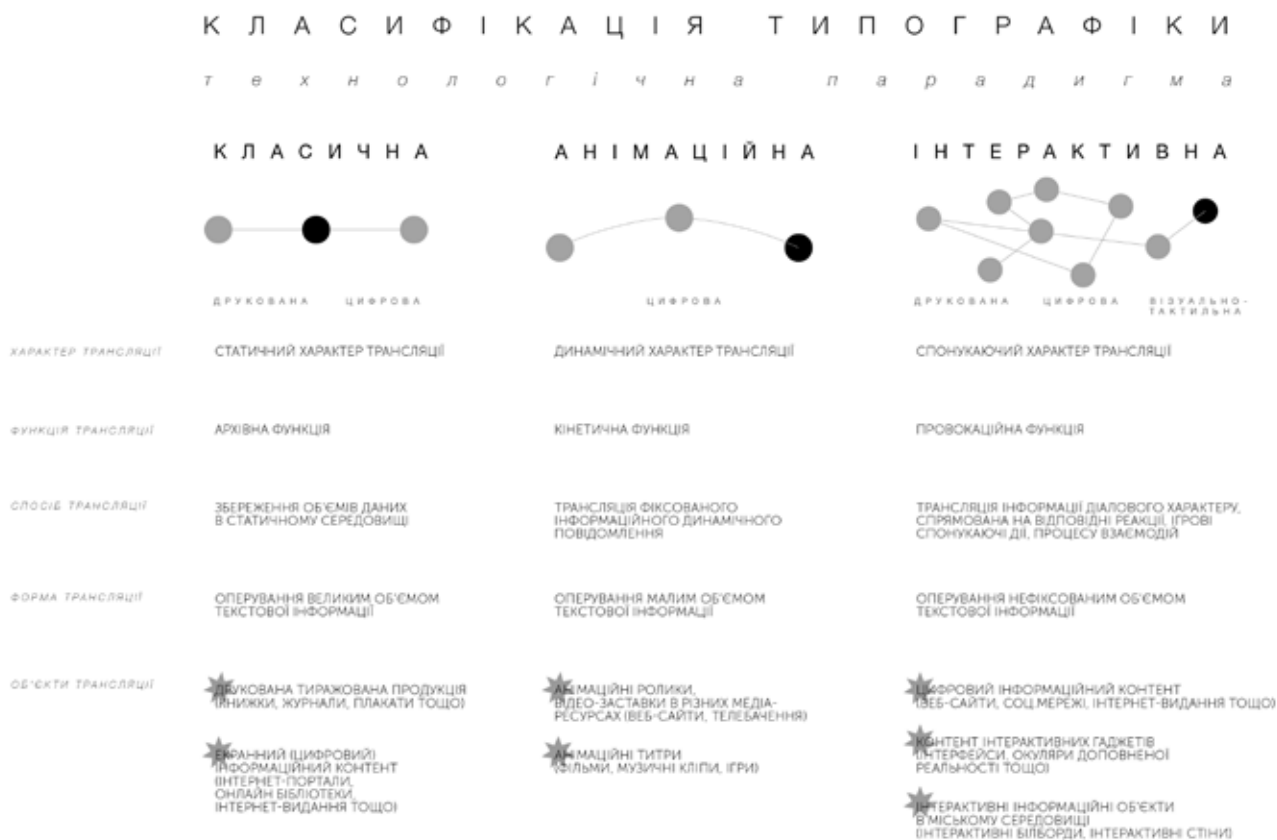 КЛАСИФІКАЦІЯ ТИПОГРАФІКИ
технологічна парадигма
КЛАСИЧНА
АНІМАЦІЙНА
ІНТЕРАКТИВНА
ДРУКОВАНА ЦИФРОВА
ЦИФРОВА
ДРУКОВАНА ЦИФРОВА ВІЗУАЛЬНО-
ТАКТИЛЬНА
ХАРАКТЕР ТРАНСЛЯЦІЇ
СТАТИЧНИЙ ХАРАКТЕР ТРАНСЛЯЦІЇ
ДИНАМІЧНИЙ ХАРАКТЕР ТРАНСЛЯЦІЇ
СПОНУКАЮЧИЙ ХАРАКТЕР ТРАНСЛЯЦІЇ
ФУНКЦІЯ ТРАНСЛЯЦІЇ
АРХІВНА ФУНКЦІЯ
КІНЕТИЧНА ФУНКЦІЯ
ПРОВОКАЦІЙНА ФУНКЦІЯ
СПОСІБ ТРАНСЛЯЦІЇ
ЗБЕРЕЖЕННЯ ОБ'ЄМІВ ДАНИХ
В СТАТИЧНОМУ СЕРЕДОВИЩІ
ТРАНСЛЯЦІЯ ФІКСОВАНОГО
ІНФОРМАЦІЙНОГО ДИНАМІЧНОГО
ПОВІДОМЛЕННЯ
ТРАНСЛЯЦІЯ ІНФОРМАЦІЇ ДІАЛОВОГО ХАРАКТЕРУ,
СПРЯМОВАНА НА ВІДПОВІДНІ РЕАКЦІЇ, ІГРОВІ
СПОНУКАЮЧІ ДІЇ, ПРОЦЕСУ ВЗАЄМОДІЙ
ФОРМА ТРАНСЛЯЦІЇ
ОПЕРУВАННЯ ВЕЛИКИМ ОБ'ЄМОМ
ТЕКСТОВОЇ ІНФОРМАЦІЇ
ОПЕРУВАННЯ МАЛИМ ОБ'ЄМОМ
ТЕКСТОВОЇ ІНФОРМАЦІЇ
ОПЕРУВАННЯ НЕФІКСОВАНИМ ОБ'ЄМОМ
ТЕКСТОВОЇ ІНФОРМАЦІЇ
ОБ'ЄКТИ ТРАНСЛЯЦІЇ
ДРУКОВАНА ТИРАЖОВАНА ПРОДУКЦІЯ
(КНИЖКИ, ЖУРНАЛИ, ПЛАКАТИ ТОЩО)
ЕКРАННИЙ (ЦИФРОВИЙ)
ІНФОРМАЦІЙНИЙ КОНТЕНТ
(ІНТЕРНЕТ-ПОРТАЛИ,
ОНЛАЙН БІБЛІОТЕКИ,
ІНТЕРНЕТ-ВИДАННЯ ТОЩО)
АНІМАЦІЙНІ РОЛИКИ,
ВІДЕО-ЗАСТАВКИ В РІЗНИХ МЕДІА-
РЕСУРСАХ (ВЕБ-САЙТИ, ТЕЛЕБАЧЕННЯ)
АНІМАЦІЙНІ ТИТРИ
(ФІЛЬМИ, МУЗИЧНІ КЛІПИ, ІГРИ)
ЦИФРОВИЙ ІНФОРМАЦІЙНИЙ КОНТЕНТ
(ВЕБ-САЙТИ, СОЦ.МЕРЕЖІ, ІНТЕРНЕТ-ВИДАННЯ ТОЩО)
КОНТЕНТ ІНТЕРАКТИВНИХ ГАДЖЕТІВ
(ІНТЕРФЕЙСИ, ОКУЛЯРИ ДОПОВНЕНОЇ
РЕАЛЬНОСТІ ТОЩО)
ІНТЕРАКТИВНІ ІНФОРМАЦІЙНІ ОБ'ЄКТИ
В МІСЬКОМУ СЕРЕДОВИЩІ
(ІНТЕРАКТИВНІ БІЛБОРДИ, ІНТЕРАКТИВНІ СТІНИ)